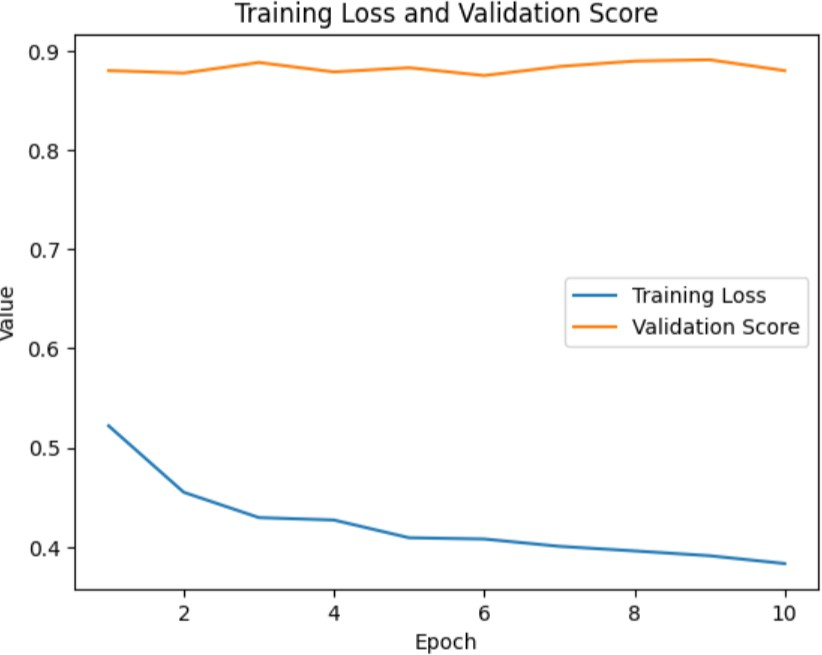 Training Loss and Validation Score
0.9
0.8
0.7
0.6
0.5
0.4
Value
Training Loss
Validation Score
2 4 6 8 10
Epoch